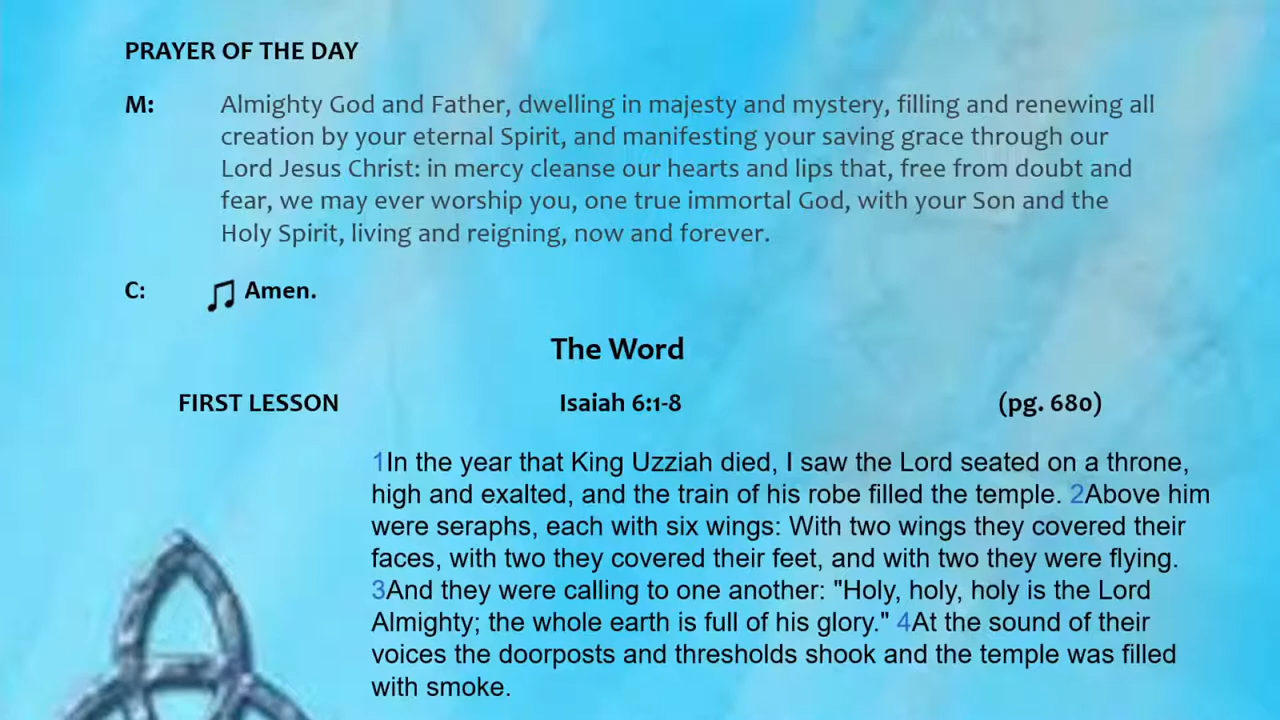 PRAYER OF THE DAY
M: Almighty God and Father, dwelling in majesty and mystery, filling and renewing all
creation by your eternal Spirit, and manifesting your saving grace through our
Lord Jesus Christ: in mercy cleanse our hearts and lips that, free from doubt and
fear, we may ever worship you, one true immortal God, with your Son and the
Holy Spirit, living and reigning, now and forever.
C: ♫ Amen.
The Word
FIRST LESSON Isaiah 6:1-8 (pg. 680)
1In the year that King Uzziah died, I saw the Lord seated on a throne,
high and exalted, and the train of his robe filled the temple. 2Above him
were seraphs, each with six wings: With two wings they covered their
faces, with two they covered their feet, and with two they were flying.
3And they were calling to one another: "Holy, holy, holy is the Lord
Almighty; the whole earth is full of his glory." 4At the sound of their
voices the doorposts and thresholds shook and the temple was filled
with smoke.